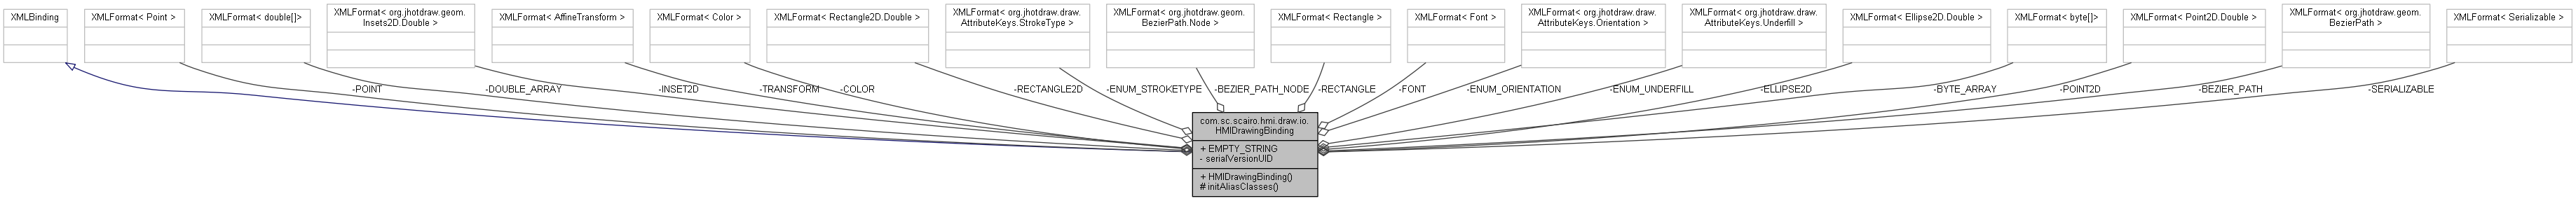 XMLBinding
XMLFormat< Point >
XMLFormat< double[]>
XMLFormat< org.jhotdraw.geom.
Insets2D.Double >
XMLFormat< AffineTransform >
XMLFormat< Color >
XMLFormat< Rectangle2D.Double >
XMLFormat< org.jhotdraw.draw.
AttributeKeys.StrokeType >
XMLFormat< org.jhotdraw.geom.
BezierPath.Node >
XMLFormat< Rectangle >
XMLFormat< Font >
XMLFormat< org.jhotdraw.draw.
AttributeKeys.Orientation >
XMLFormat< org.jhotdraw.draw.
AttributeKeys.Underfill >
XMLFormat< Ellipse2D.Double >
XMLFormat< byte[]>
XMLFormat< Point2D.Double >
XMLFormat< org.jhotdraw.geom.
BezierPath >
XMLFormat< Serializable >
-POINT
-DOUBLE_ARRAY
-INSET2D
-TRANSFORM
-COLOR
-RECTANGLE2D
-ENUM_STROKETYPE
-BEZIER_PATH_NODE
-RECTANGLE
-FONT
-ENUM_ORIENTATION
-ENUM_UNDERFILL
-ELLIPSE2D
-BYTE_ARRAY
-POINT2D
-BEZIER_PATH
-SERIALIZABLE
com.sc.scairo.hmi.draw.io.
HMIDrawingBinding
+ EMPTY_STRING
- serialVersionUID
+ HMIDrawingBinding()
# initAliasClasses()